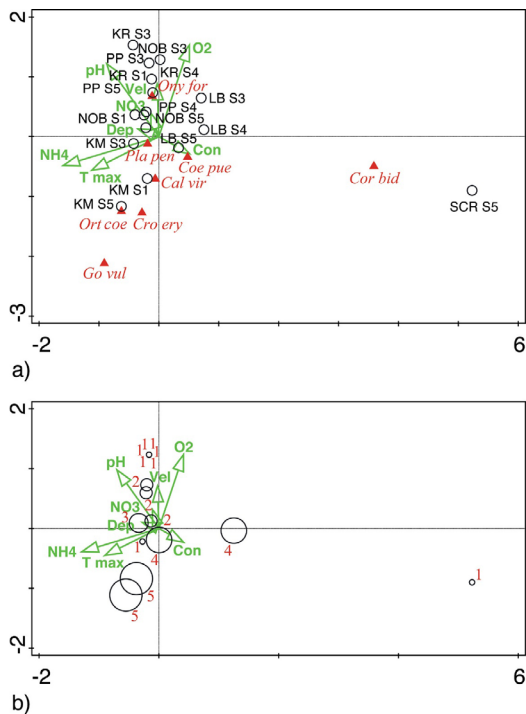 2
KR S3
NOB S3
O2
PP S3
pH
KR S1
KR S4
PP S5
Vel
Ony for
NO3
PP S4
LB S3
NOB S1
NOB S5
Dep
LB S4
KM S3
LB S5
Con
NH4
Pla pen
Coe pue
T max
Cal vir
Cor bid
KM S1
KM S5
SCR S5
Ort coe
Cro ery
Go vul
-3
-2
6
a)
2
1 1
1
1 1
O2
pH
2
Vel
NO3
2
3
Dep
2
1
4
Con
4
NH4
T max
1
5
5
-2
-2
6
b)